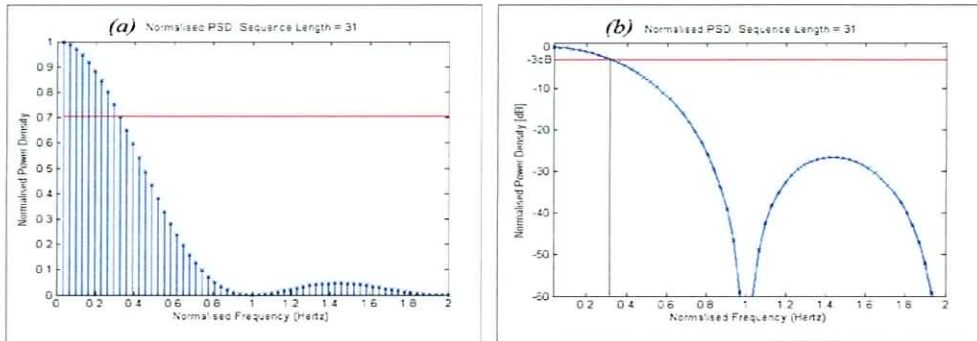 (a) Normalised PSD. Sequence Length = 31
1
0.9
0.8
0.7
0.6
0.5
0.4
0.3
0.2
0.1
0
Normalised Power Density
0 0.2 0.4 0.6 0.8 1 1.2 1.4 1.6 1.8 2
Normalised Frequency (Hertz)
(b) Normalised PSD. Sequence Length = 31
0
-3dB
-10
-20
-30
-40
-50
-60
Normalised Power Density [dB]
0.2 0.4 0.6 0.8 1 1.2 1.4 1.6 1.8 2
Normalised Frequency (Hertz)